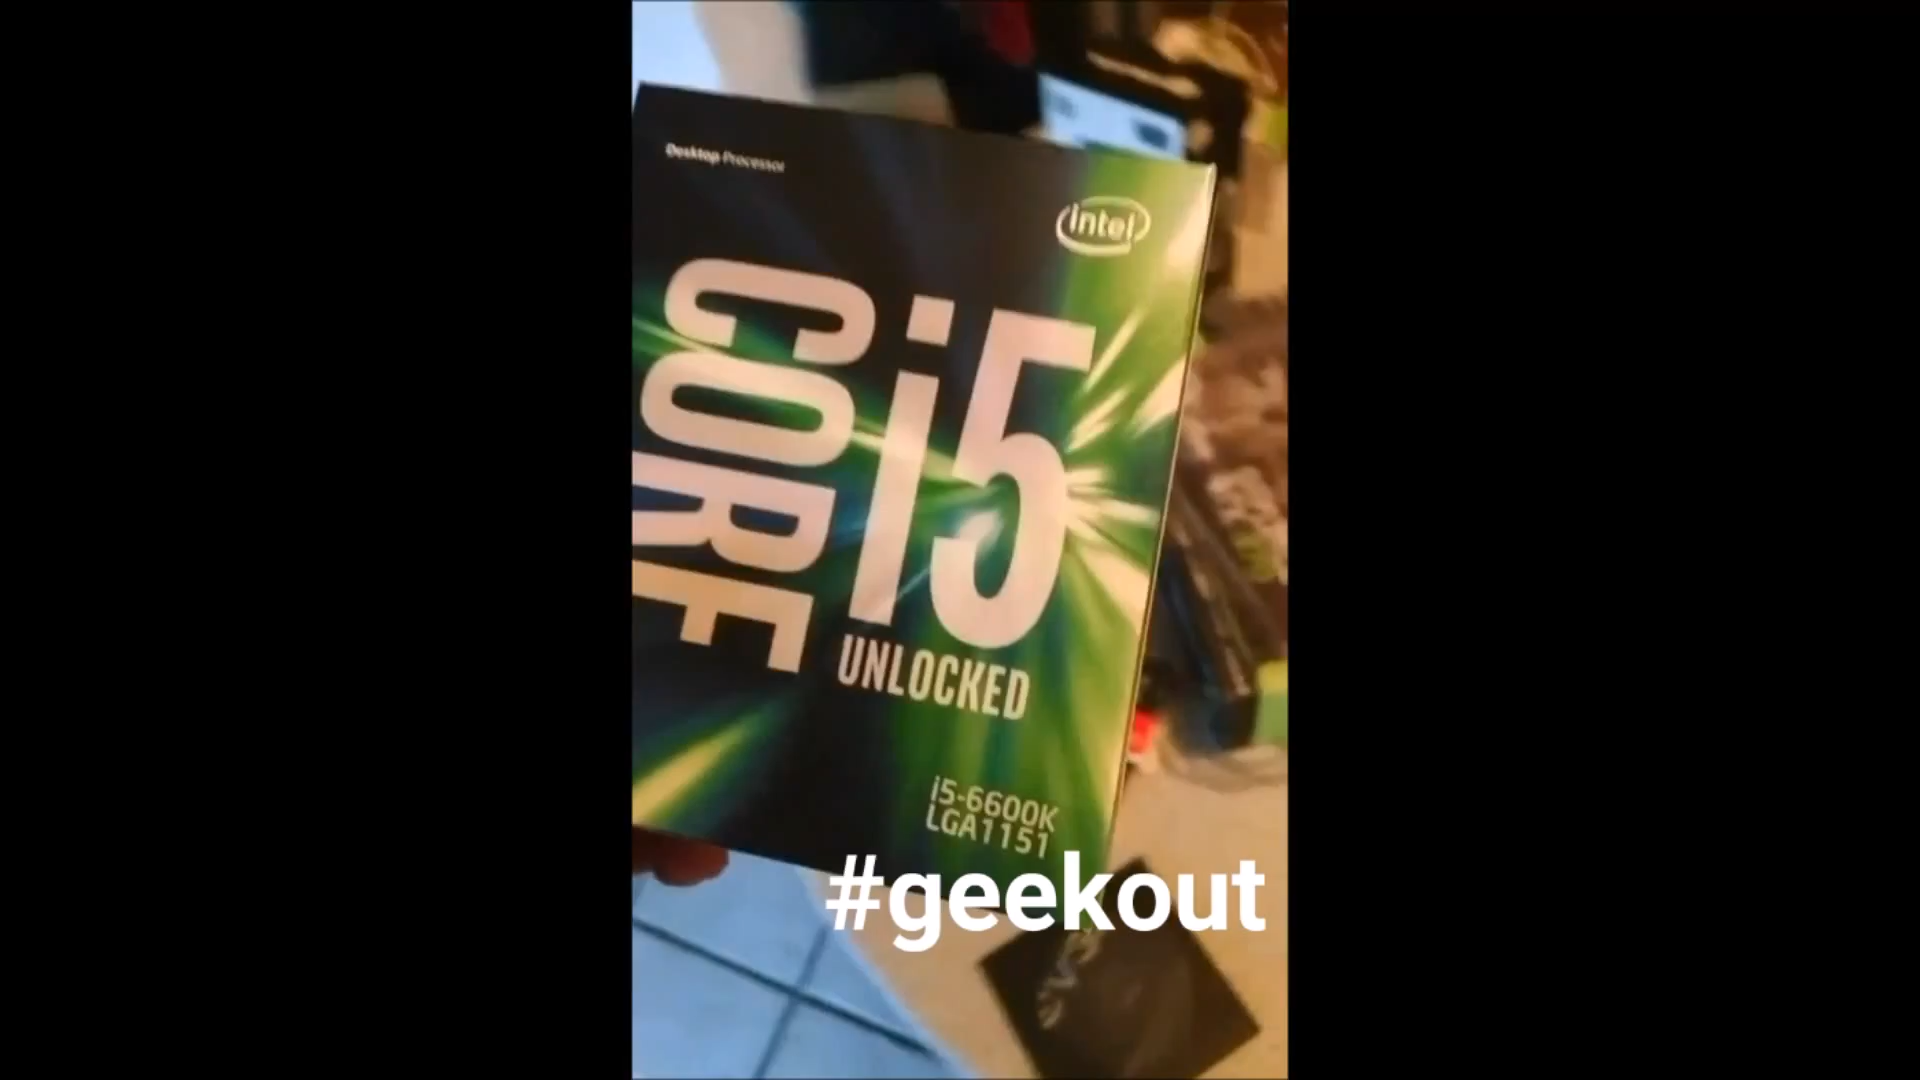 Desktop Processor
intel
CORE
i5
UNLOCKED
i5-6600K
LGA1151
#geekout